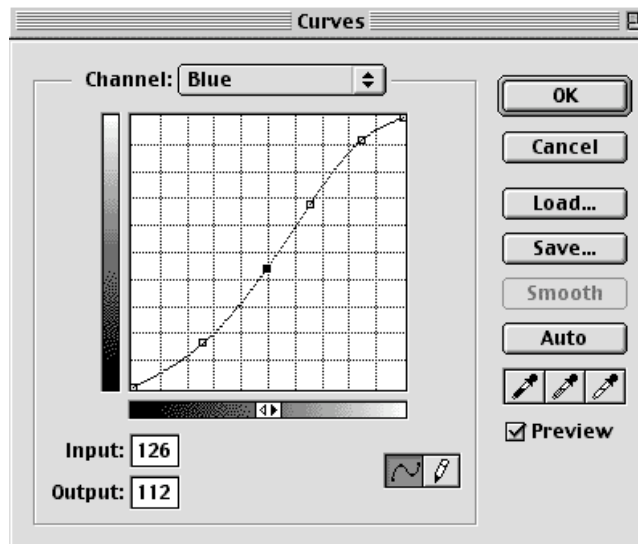 Curves
Channel: Blue
OK
Cancel
Load...
Save...
Smooth
Auto
Preview
Input: 126
Output: 112